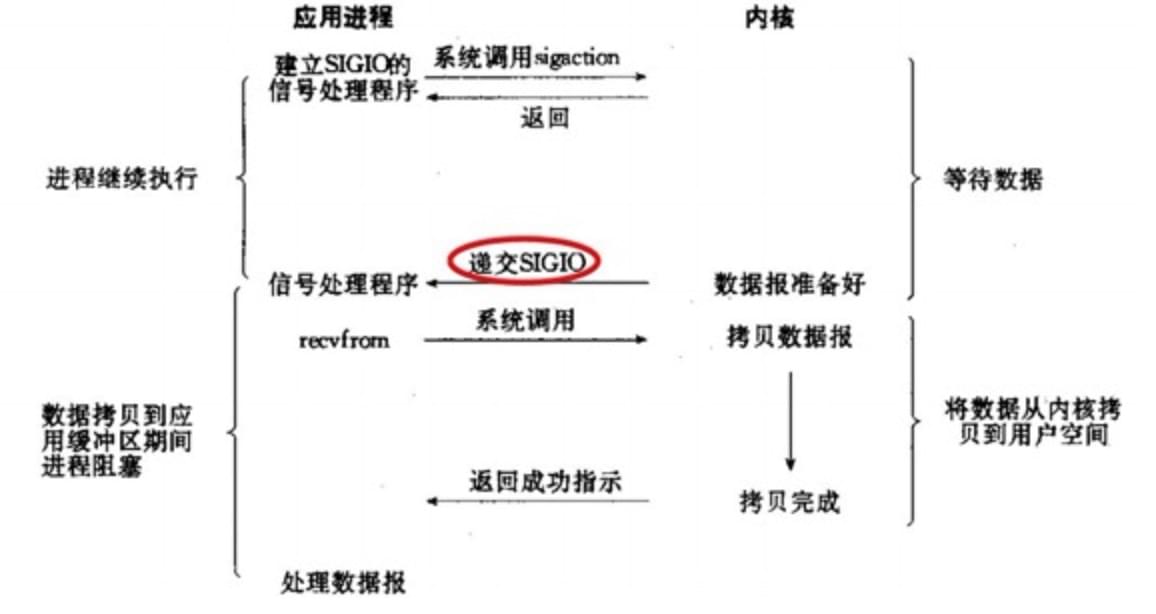 应用进程
内核
建立SIGIO的
信号处理程序
系统调用sigaction
返回
进程继续执行
等待数据
递交SIGIO
信号处理程序
数据报准备好
系统调用
recvfrom
拷贝数据报
数据拷贝到应
用缓冲区期间
进程阻塞
将数据从内核拷
贝到用户空间
返回成功指示
拷贝完成
处理数据报